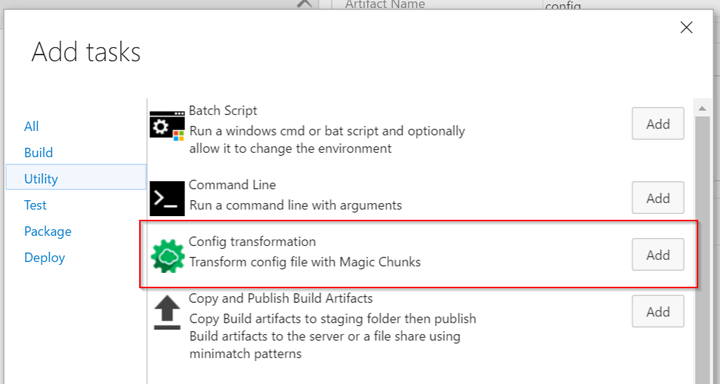 Artifact Name
config
Add tasks
All
Build
Utility
Test
Package
Deploy
Batch Script
Run a windows cmd or bat script and optionally
allow it to change the environment
Add
Command Line
Run a command line with arguments
Add
Config transformation
Transform config file with Magic Chunks
Add
Copy and Publish Build Artifacts
Copy Build artifacts to staging folder then publish
Build artifacts to the server or a file share using
minimatch patterns
Add